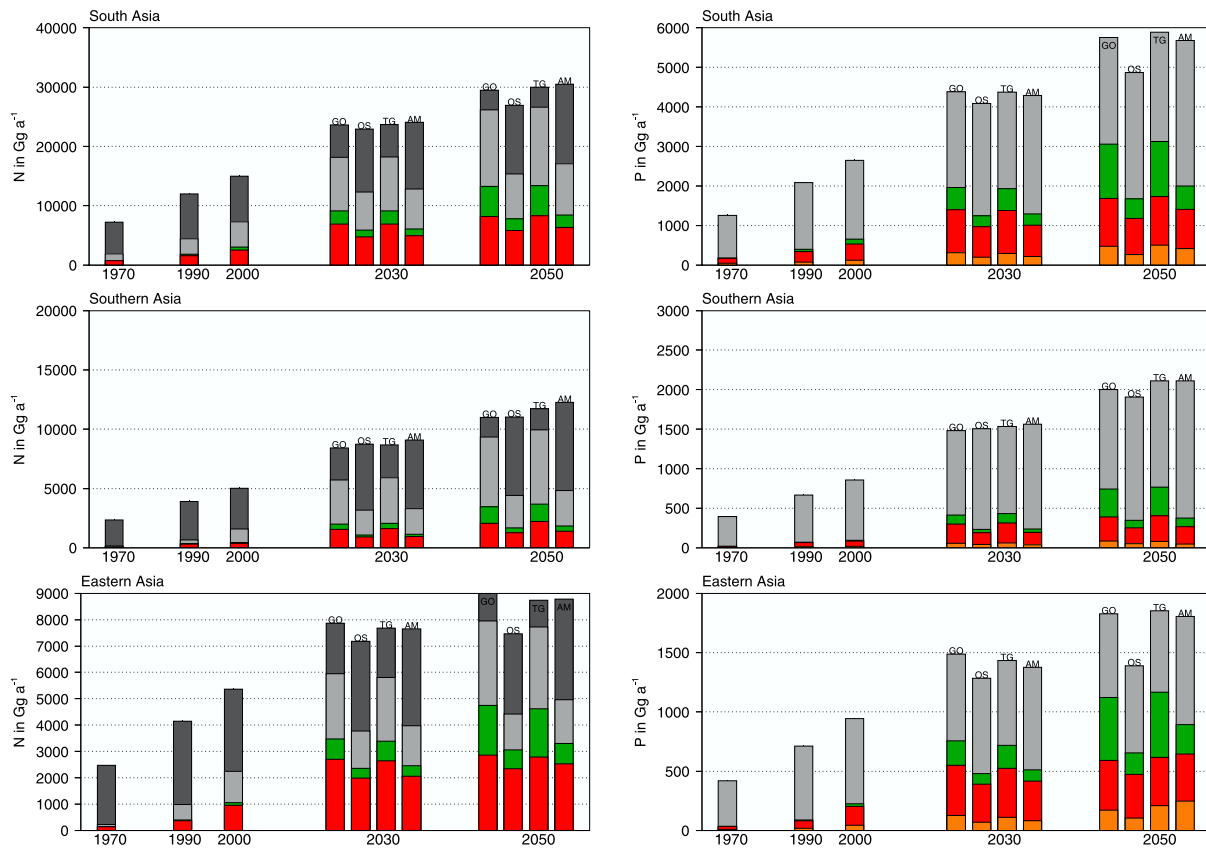 South Asia
N in Gg a-1
40000
30000
20000
10000
0
GO OS TG AM
GO OS TG AM
1970 1990 2000 2030 2050
South Asia
P in Gg a-1
6000
5000
4000
3000
2000
1000
0
GO OS TG AM
GO OS TG AM
1970 1990 2000 2030 2050
Southern Asia
N in Gg a-1
20000
15000
10000
5000
0
GO OS TG AM
GO OS TG AM
1970 1990 2000 2030 2050
Southern Asia
P in Gg a-1
3000
2500
2000
1500
1000
500
0
GO OS TG AM
GO OS TG AM
1970 1990 2000 2030 2050
Eastern Asia
N in Gg a-1
9000
8000
7000
6000
5000
4000
3000
2000
1000
0
GO OS TG AM
GO OS TG AM
1970 1990 2000 2030 2050
Eastern Asia
P in Gg a-1
2000
1500
1000
500
0
GO OS TG AM
GO OS TG AM
1970 1990 2000 2030 2050